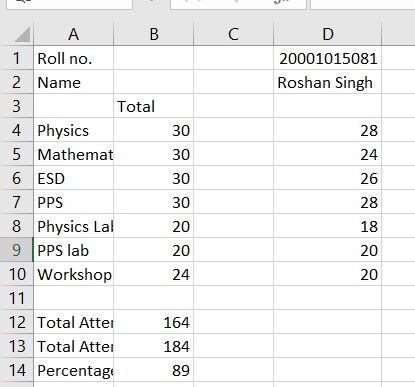 A B C D
1 Roll no. 20001015081
2 Name Roshan Singh
3 Total
4 Physics 30 28
5 Mathemat 30 24
6 ESD 30 26
7 PPS 30 28
8 Physics Lal 20 18
9 PPS lab 20 20
10 Workshop 24 20
11
12 Total Atter 164
13 Total Atter 184
14 Percentage 89